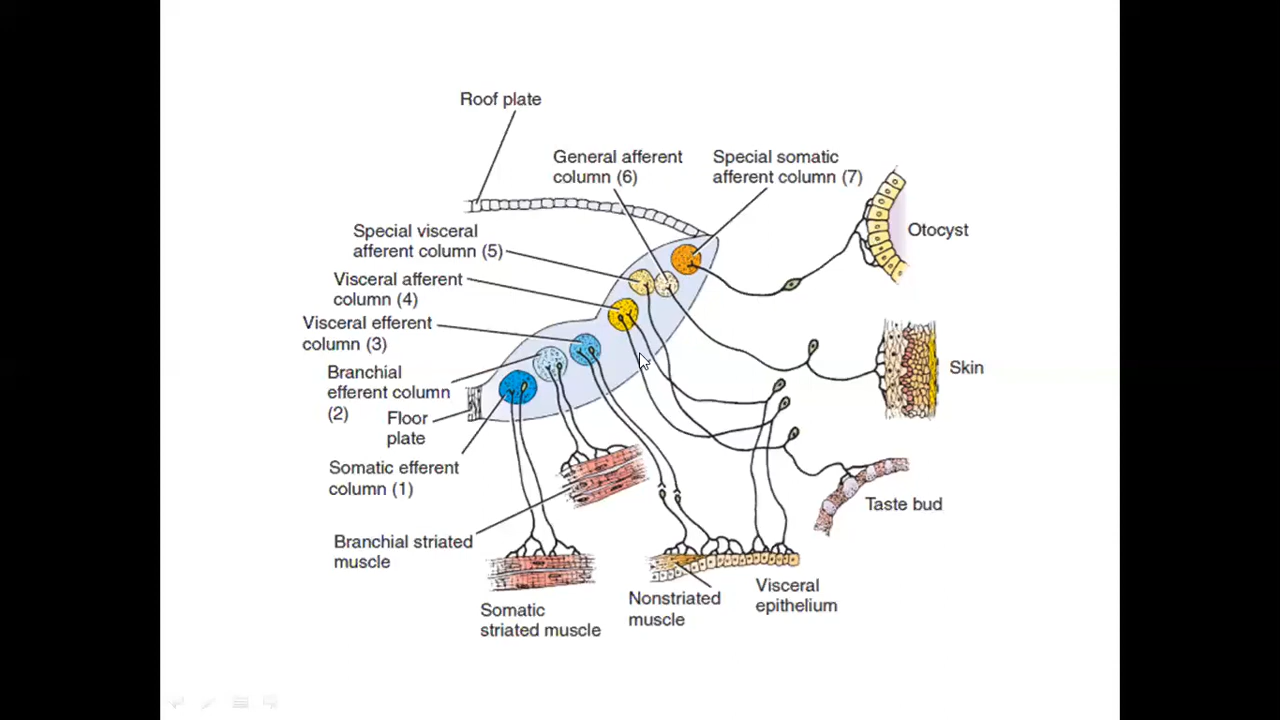 Roof plate
General afferent
column (6)
Special somatic
afferent column (7)
Special visceral
afferent column (5)
Otocyst
Visceral afferent
column (4)
Visceral efferent
column (3)
Branchial
efferent column
(2)
Floor
plate
Skin
Somatic efferent
column (1)
Taste bud
Branchial striated
muscle
Somatic
striated muscle
Nonstriated
muscle
Visceral
epithelium